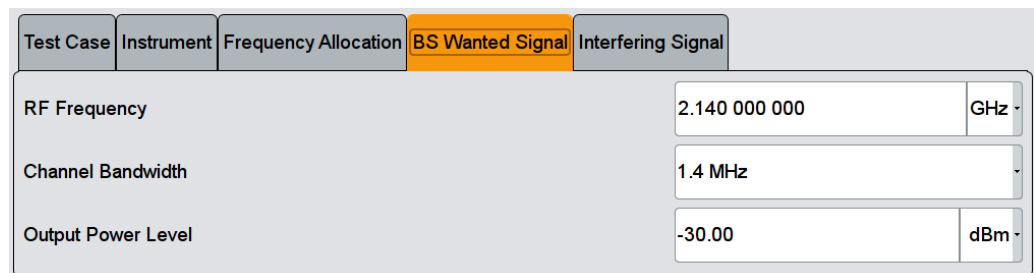 Test Case Instrument Frequency Allocation BS Wanted Signal Interfering Signal
RF Frequency 2.140 000 000 GHz
Channel Bandwidth 1.4 MHz
Output Power Level -30.00 dBm